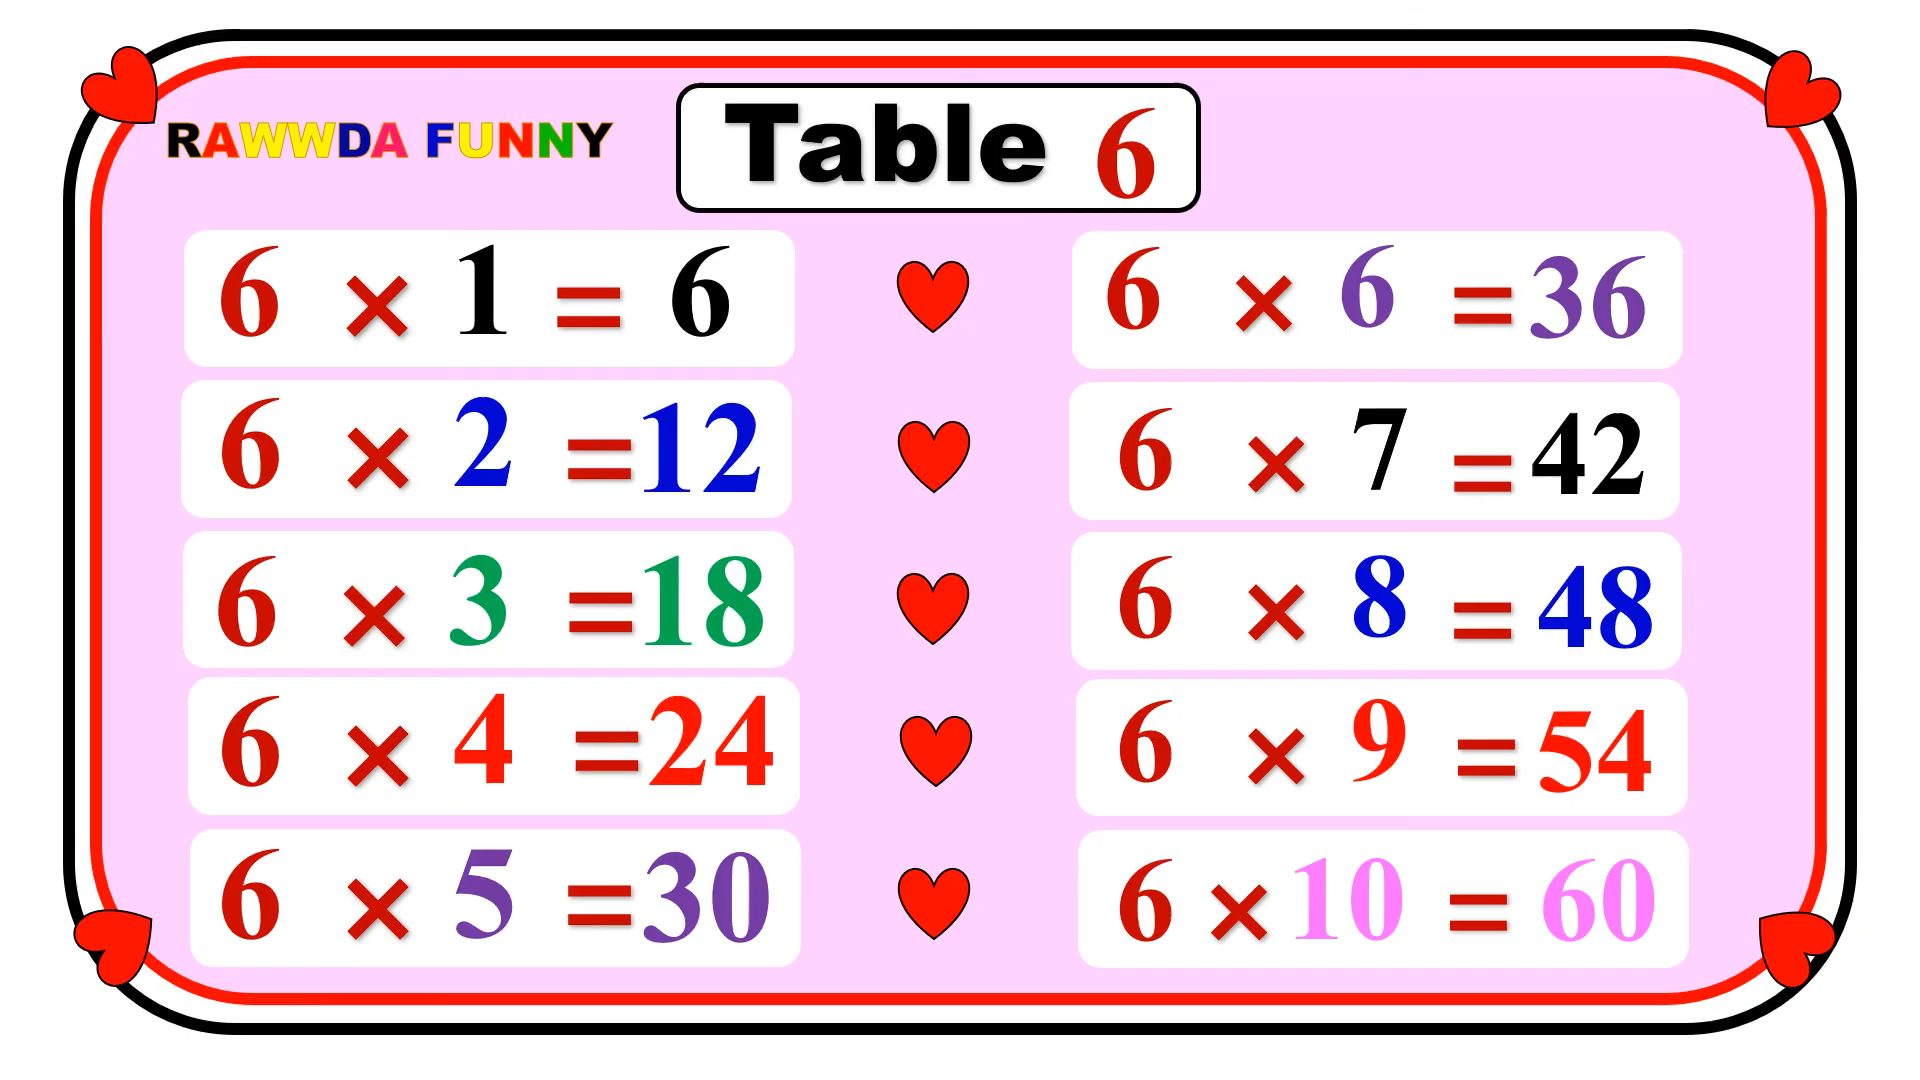 RAWWDA FUNNY
Table 6
6 × 1 = 6
6 × 2 = 12
6 × 3 = 18
6 × 4 = 24
6 × 5 = 30
6 × 6 = 36
6 × 7 = 42
6 × 8 = 48
6 × 9 = 54
6 × 10 = 60